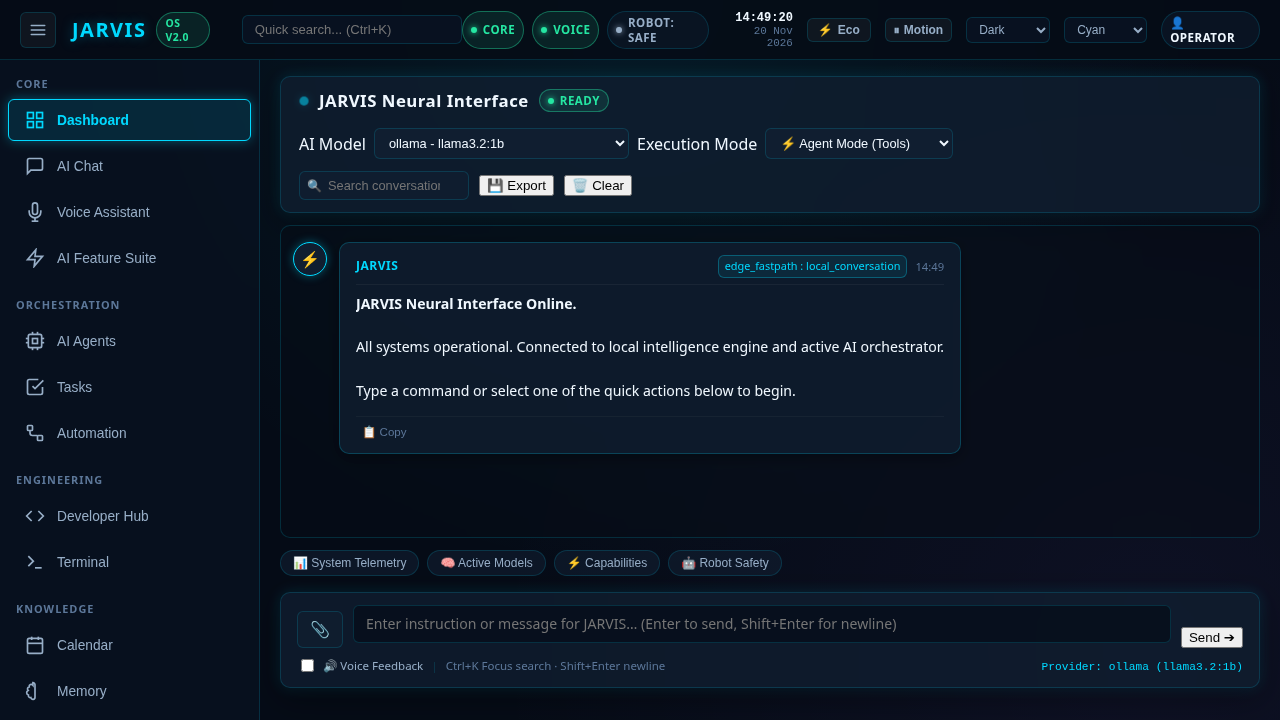 JARVIS
OS V2.0
Quick search... (Ctrl+K)
CORE
VOICE
ROBOT: SAFE
14:49:20
20 Nov 2026
⚡ Eco
Motion
Dark
Cyan
OPERATOR
CORE
Dashboard
AI Chat
Voice Assistant
AI Feature Suite
ORCHESTRATION
AI Agents
Tasks
Automation
ENGINEERING
Developer Hub
Terminal
KNOWLEDGE
Calendar
Memory
JARVIS Neural Interface
READY
AI Model
ollama - llama3.2:1b
Execution Mode
⚡ Agent Mode (Tools)
Search conversation
Export
Clear
JARVIS
edge_fastpath : local_conversation
14:49
JARVIS Neural Interface Online.
All systems operational. Connected to local intelligence engine and active AI orchestrator.
Type a command or select one of the quick actions below to begin.
Copy
System Telemetry
Active Models
⚡ Capabilities
Robot Safety
Enter instruction or message for JARVIS... (Enter to send, Shift+Enter for newline)
Send ➔
Voice Feedback
Ctrl+K Focus search · Shift+Enter newline
Provider: ollama (llama3.2:1b)